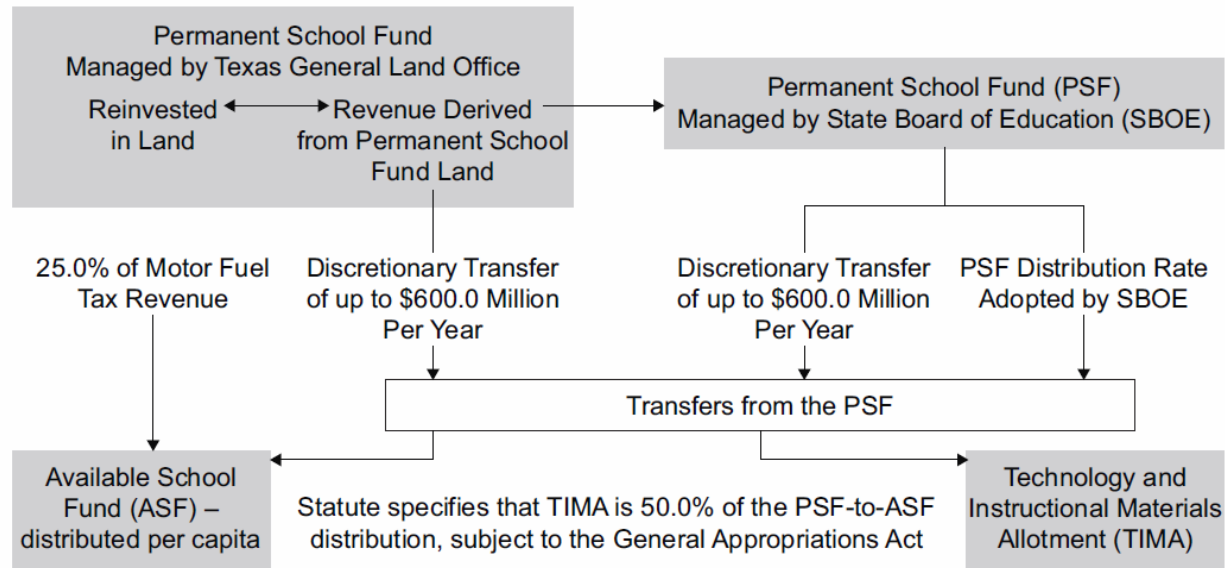 Permanent School Fund
Managed by Texas General Land Office
Reinvested
in Land
Revenue Derived
from Permanent School
Fund Land
Permanent School Fund (PSF)
Managed by State Board of Education (SBOE)
25.0% of Motor Fuel
Tax Revenue
Discretionary Transfer
of up to $600.0 Million
Per Year
Discretionary Transfer
of up to $600.0 Million
Per Year
PSF Distribution Rate
Adopted by SBOE
Transfers from the PSF
Available School
Fund (ASF) –
distributed per capita
Statute specifies that TIMA is 50.0% of the PSF-to-ASF
distribution, subject to the General Appropriations Act
Technology and
Instructional Materials
Allotment (TIMA)